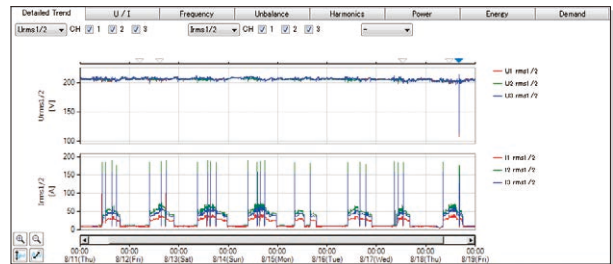 Detailed Trend U / I Frequency Unbalance Harmonics Power Energy Demand
Urms1/2 CH 1 2 3 Irms1/2 CH 1 2 3 -
Urms1/2
[V]
200
150
100
U1 rms1/2
U2 rms1/2
U3 rms1/2
Irms1/2
[A]
200
150
100
50
0
I1 rms1/2
I2 rms1/2
I3 rms1/2
00:00 00:00 00:00 00:00 00:00 00:00 00:00 00:00
8/11(Thu) 8/12(Fri) 8/13(Sat) 8/14(Sun) 8/15(Mon) 8/16(Tue) 8/17(Wed) 8/18(Thu) 8/19(Fri)